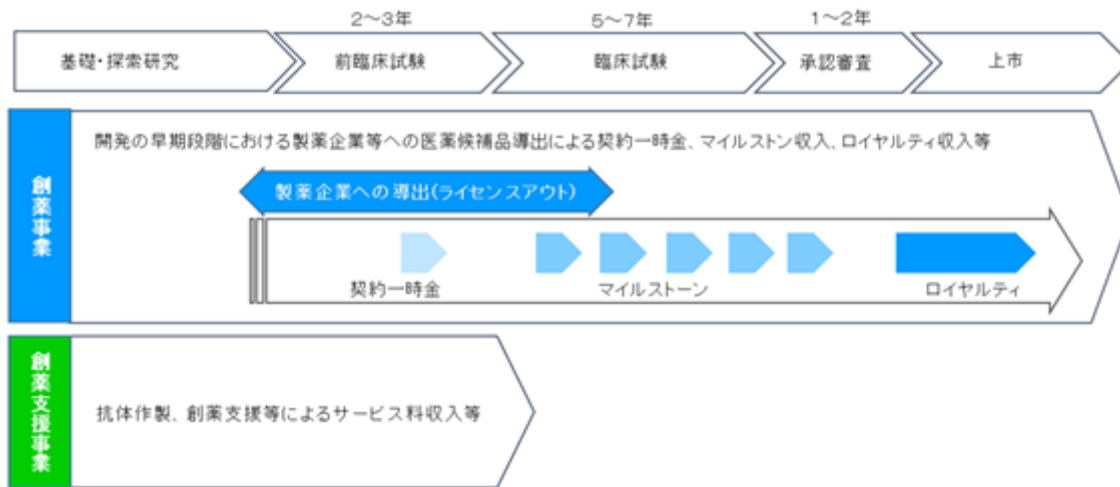 2～3年
5～7年
1～2年
基礎・探索研究
前臨床試験
臨床試験
承認審査
上市
創薬事業
開発の早期段階における製薬企業等への医薬候補品導出による契約一時金、マイルストン収入、ロイヤルティ収入等
製薬企業への導出(ライセンスアウト)
契約一時金
マイルストーン
ロイヤルティ
創薬支援事業
抗体作製、創薬支援等によるサービス料収入等